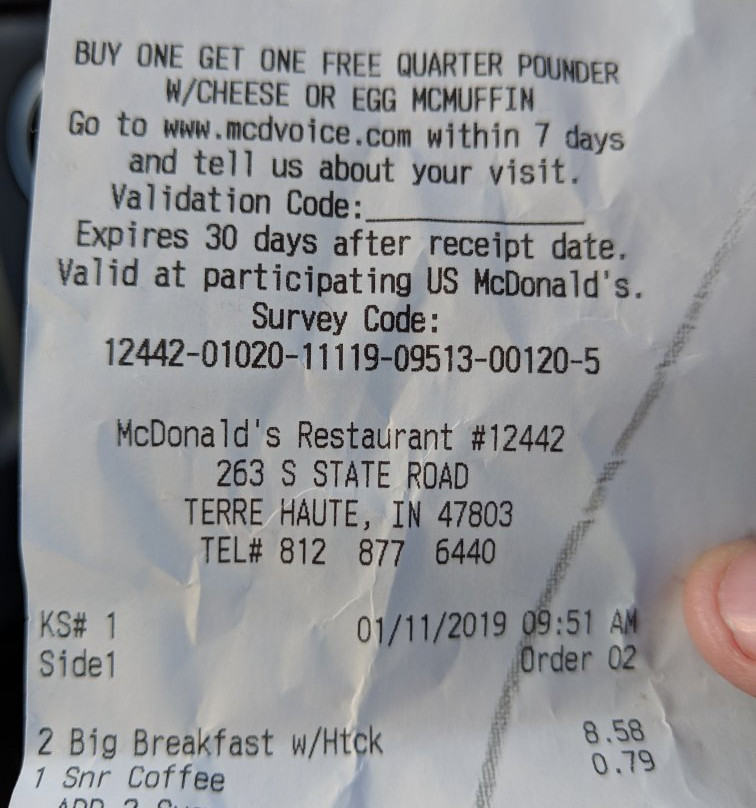 BUY ONE GET ONE FREE QUARTER POUNDER
W/CHEESE OR EGG MCMUFFIN
Go to www.mcdvoice.com within 7 days
and tell us about your visit.
Validation Code:____________
Expires 30 days after receipt date.
Valid at participating US McDonald's.
Survey Code:
12442-01020-11119-09513-00120-5
McDonald's Restaurant #12442
263 S STATE ROAD
TERRE HAUTE, IN 47803
TEL# 812 877 6440
KS# 1 01/11/2019 09:51 AM
Side1 Order 02
2 Big Breakfast w/Htck 8.58
1 Snr Coffee 0.79
ADD 2